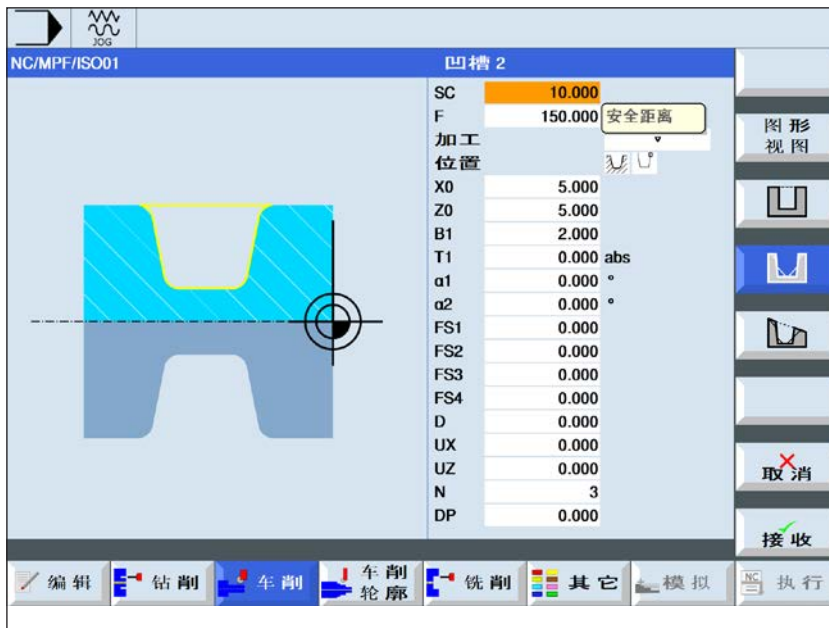 JOG
NC/MPF/ISO01
凹槽 2
SC 10.000
F 150.000
安全距离
加工
位置
X0 5.000
Z0 5.000
B1 2.000
T1 0.000 abs
α1 0.000 °
α2 0.000 °
FS1 0.000
FS2 0.000
FS3 0.000
FS4 0.000
D 0.000
UX 0.000
UZ 0.000
N 3
DP 0.000
图形
视图
取消
接收
编辑
钻削
车削
车削
轮廓
铣削
其它
模拟
NC
执行